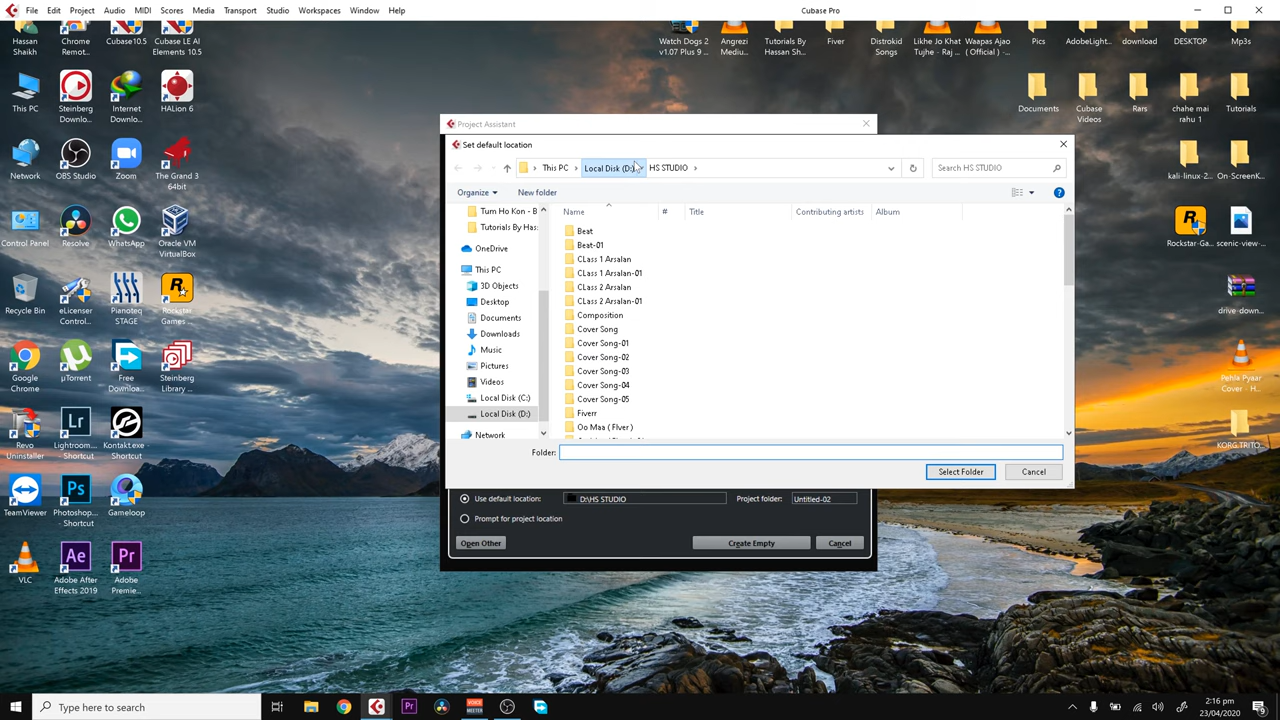 File Edit Project Audio MIDI Scores Media Transport Studio Workspaces Window Help
Cubase Pro
Hassan Shaikh
Chrome Remot...
Cubase10.5
Cubase LE AI Elements 10.5
This PC
Steinberg Downlo...
Internet Downlo...
HALion 6
Network
OBS Studio
Zoom
The Grand 3 64bit
Control Panel
Resolve
WhatsApp
Oracle VM VirtualBox
Recycle Bin
eLicenser Control...
Pianoteq STAGE
Rockstar Games ...
Google Chrome
µTorrent
Free Downloa...
Steinberg Library ...
Revo Uninstaller
Lightroom... - Shortcut
Kontakt.exe - Shortcut
TeamViewer
Photoshop... - Shortcut
Gameloop
VLC
Adobe After Effects 2019
Adobe Premie...
Watch Dogs 2 v1.07 Plus 9 ...
Angrezi Mediu...
Tutorials By Hassan Sh...
Fiver
Distrokid Songs
Likhe Jo Khat Tujhe - Raj ...
Waapas Ajao ( Official ) -...
Pics
AdobeLight...
download
DESKTOP
Mp3s
Documents
Cubase Videos
Rars
chahe mai rahu 1
Tutorials
kali-linux-2...
On-ScreenK...
Rockstar-Ga...
scenic-view-...
drive-down...
Pehla Pyaar Cover - H...
KORG.TRITO...
Project Assistant
Set default location
This PC › Local Disk (D:) HS STUDIO ›
Search HS STUDIO
Organize
New folder
Tum Ho Kon - B
Tutorials By Has
OneDrive
This PC
3D Objects
Desktop
Documents
Downloads
Music
Pictures
Videos
Local Disk (C:)
Local Disk (D:)
Network
Name # Title Contributing artists Album
Beat
Beat-01
CLass 1 Arsalan
CLass 1 Arsalan-01
CLass 2 Arsalan
CLass 2 Arsalan-01
Composition
Cover Song
Cover Song-01
Cover Song-02
Cover Song-03
Cover Song-04
Cover Song-05
Fiverr
Oo Maa ( FIver )
Folder:
Select Folder
Cancel
Use default location:
D:\HS STUDIO
Project folder:
Untitled-02
Prompt for project location
Open Other
Create Empty
Cancel
Type here to search
Pr
VOICE MEETER
2:16 pm
23/04/2020
9